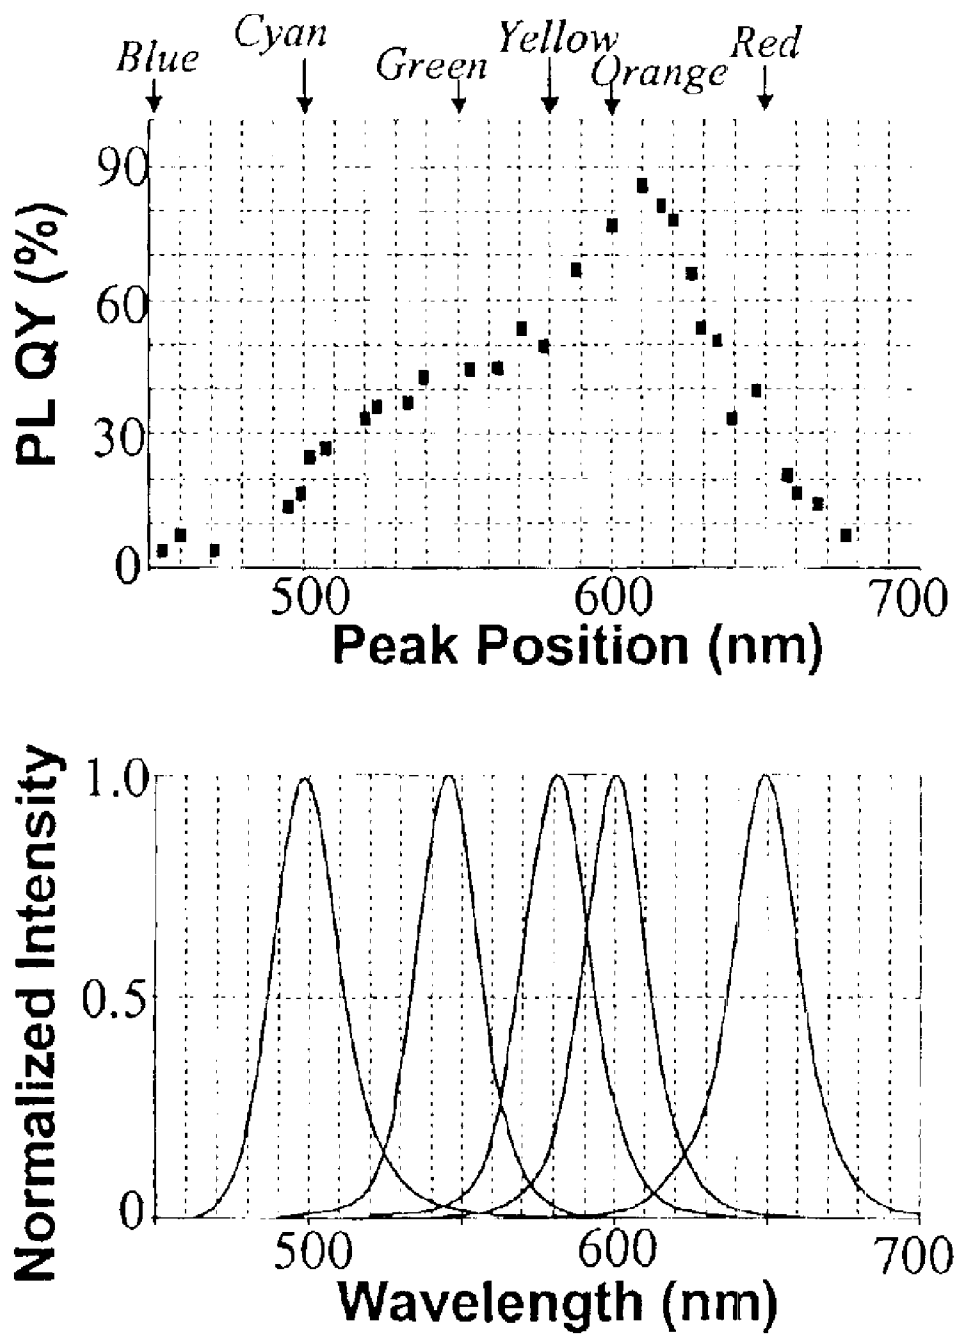 Blue Cyan Green Yellow Orange Red
90
60
30
0
PL QY (%)
500 600 700
Peak Position (nm)
1.0
0.5
0
Normalized Intensity
500 600 700
Wavelength (nm)